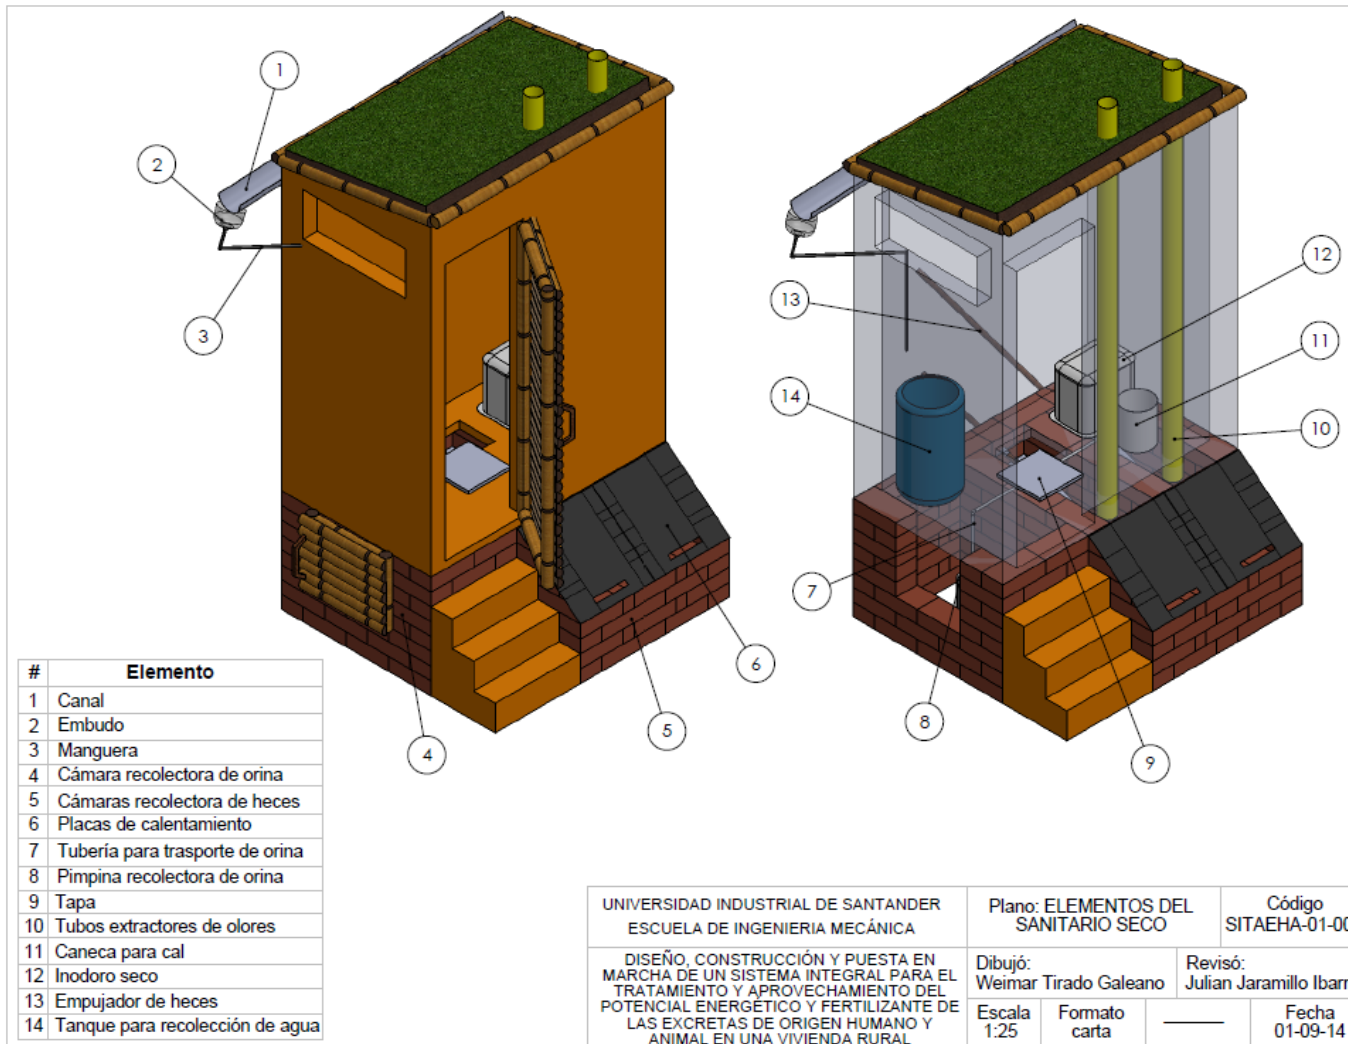 1
2
3
4
5
6
7
8
9
10
11
12
13
14
# Elemento
1 Canal
2 Embudo
3 Manguera
4 Cámara recolectora de orina
5 Cámaras recolectora de heces
6 Placas de calentamiento
7 Tubería para trasporte de orina
8 Pimpina recolectora de orina
9 Tapa
10 Tubos extractores de olores
11 Caneca para cal
12 Inodoro seco
13 Empujador de heces
14 Tanque para recolección de agua
UNIVERSIDAD INDUSTRIAL DE SANTANDER
ESCUELA DE INGENIERIA MECÁNICA
DISEÑO, CONSTRUCCIÓN Y PUESTA EN
MARCHA DE UN SISTEMA INTEGRAL PARA EL
TRATAMIENTO Y APROVECHAMIENTO DEL
POTENCIAL ENERGÉTICO Y FERTILIZANTE DE
LAS EXCRETAS DE ORIGEN HUMANO Y
ANIMAL EN UNA VIVIENDA RURAL
Plano: ELEMENTOS DEL
SANITARIO SECO
Código
SITAEHA-01-00
Dibujó:
Weimar Tirado Galeano
Revisó:
Julian Jaramillo Ibarr
Escala
1:25
Formato
carta
Fecha
01-09-14